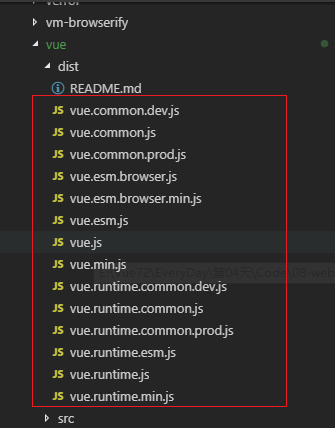 vm-browserify
vue
dist
README.md
JS vue.common.dev.js
JS vue.common.js
JS vue.common.prod.js
JS vue.esm.browser.js
JS vue.esm.browser.min.js
JS vue.esm.js
JS vue.js
JS vue.min.js
JS vue.runtime.common.dev.js
JS vue.runtime.common.js
JS vue.runtime.common.prod.js
JS vue.runtime.esm.js
JS vue.runtime.js
JS vue.runtime.min.js
src